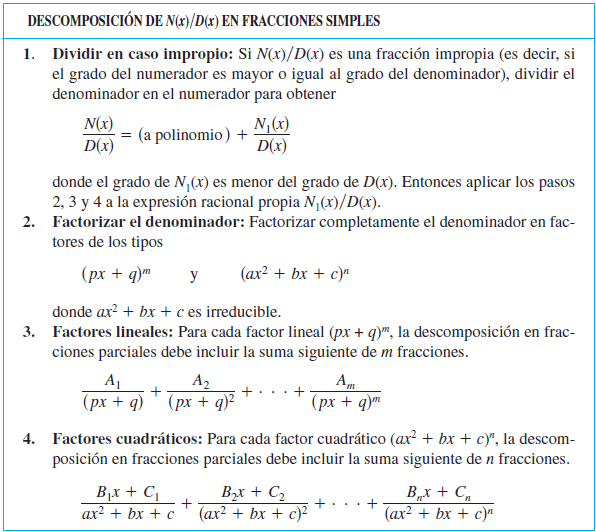 DESCOMPOSICIÓN DE N(x)/D(x) EN FRACCIONES SIMPLES
1. Dividir en caso impropio: Si N(x)/D(x) es una fracción impropia (es decir, si
el grado del numerador es mayor o igual al grado del denominador), dividir el
denominador en el numerador para obtener
N(x)/D(x) = (a polinomio) + N₁(x)/D(x)
donde el grado de N₁(x) es menor del grado de D(x). Entonces aplicar los pasos
2, 3 y 4 a la expresión racional propia N₁(x)/D(x).
2. Factorizar el denominador: Factorizar completamente el denominador en fac-
tores de los tipos
(px + q)ᵐ y (ax² + bx + c)ⁿ
donde ax² + bx + c es irreducible.
3. Factores lineales: Para cada factor lineal (px + q)ᵐ, la descomposición en frac-
ciones parciales debe incluir la suma siguiente de m fracciones.
A₁/(px + q) + A₂/(px + q)² + · · · + Aₘ/(px + q)ᵐ
4. Factores cuadráticos: Para cada factor cuadrático (ax² + bx + c)ⁿ, la descom-
posición en fracciones parciales debe incluir la suma siguiente de n fracciones.
B₁x + C₁/ax² + bx + c + B₂x + C₂/(ax² + bx + c)² + · · · + Bₙx + Cₙ/(ax² + bx + c)ⁿ